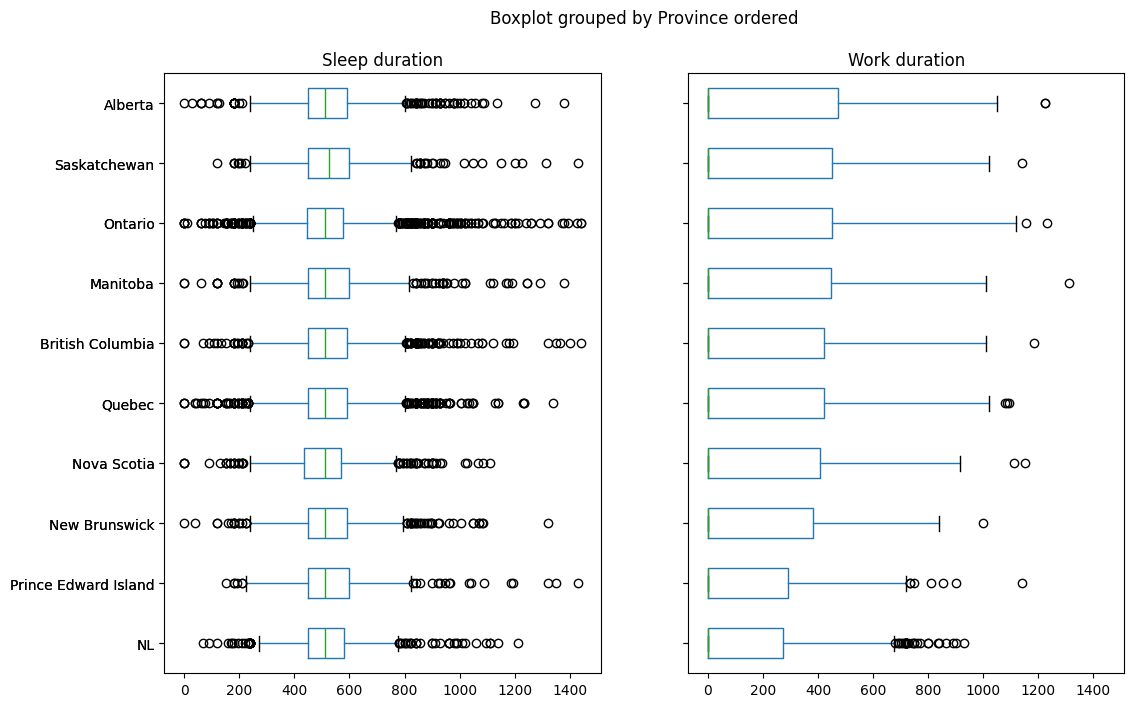 Boxplot grouped by Province ordered
Sleep duration
Work duration
Alberta
Saskatchewan
Ontario
Manitoba
British Columbia
Quebec
Nova Scotia
New Brunswick
Prince Edward Island
NL
0 200 400 600 800 1000 1200 1400
0 200 400 600 800 1000 1200 1400